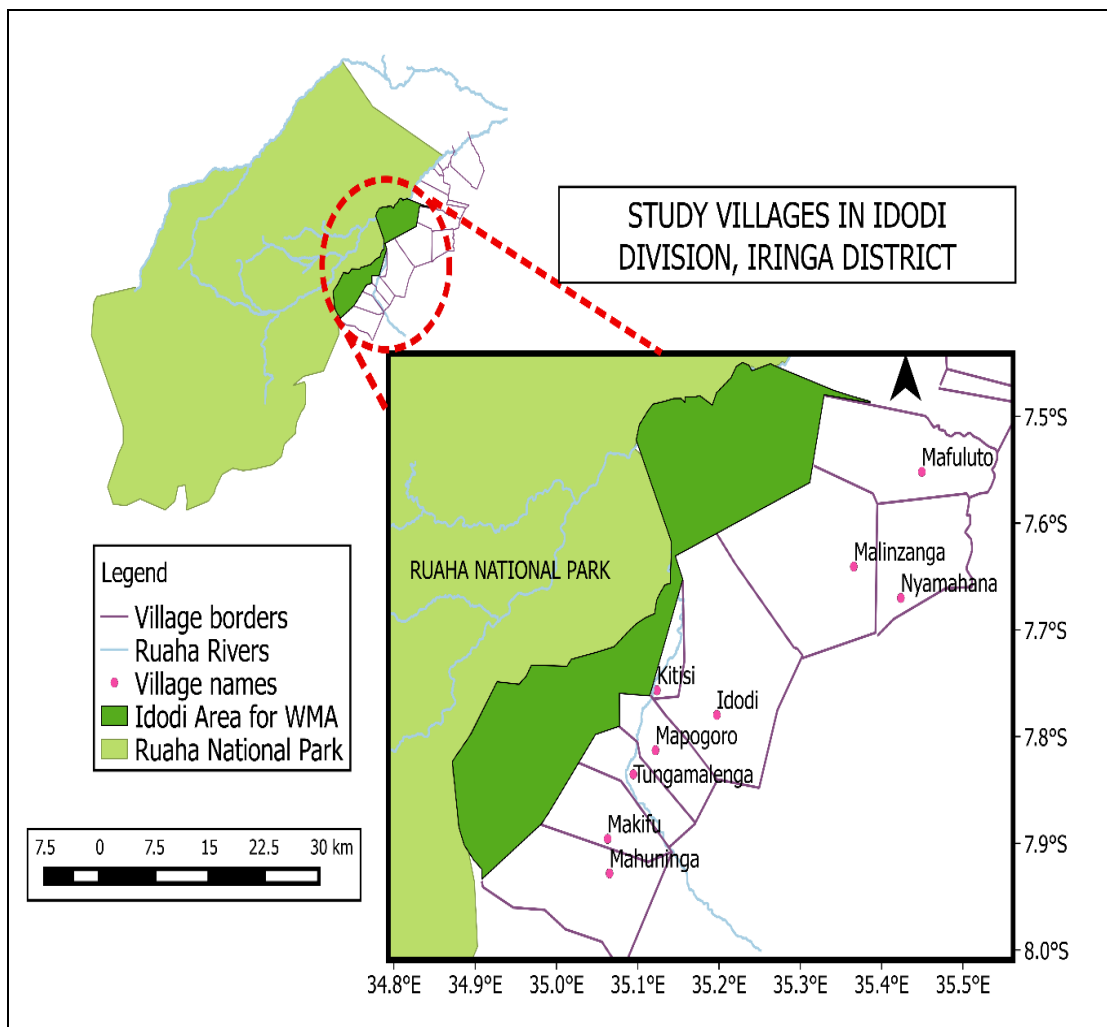 STUDY VILLAGES IN IDODI
DIVISION, IRINGA DISTRICT
Legend
Village borders
Ruaha Rivers
Village names
Idodi Area for WMA
Ruaha National Park
7.5 0 7.5 15 22.5 30 km
RUAHA NATIONAL PARK
Mafuluto
Malinzanga
Nyamahana
Kitisi
Idodi
Mapogoro
Tungamalenga
Makifu
Mahuninga
7.5°S
7.6°S
7.7°S
7.8°S
7.9°S
8.0°S
34.8°E 34.9°E 35.0°E 35.1°E 35.2°E 35.3°E 35.4°E 35.5°E